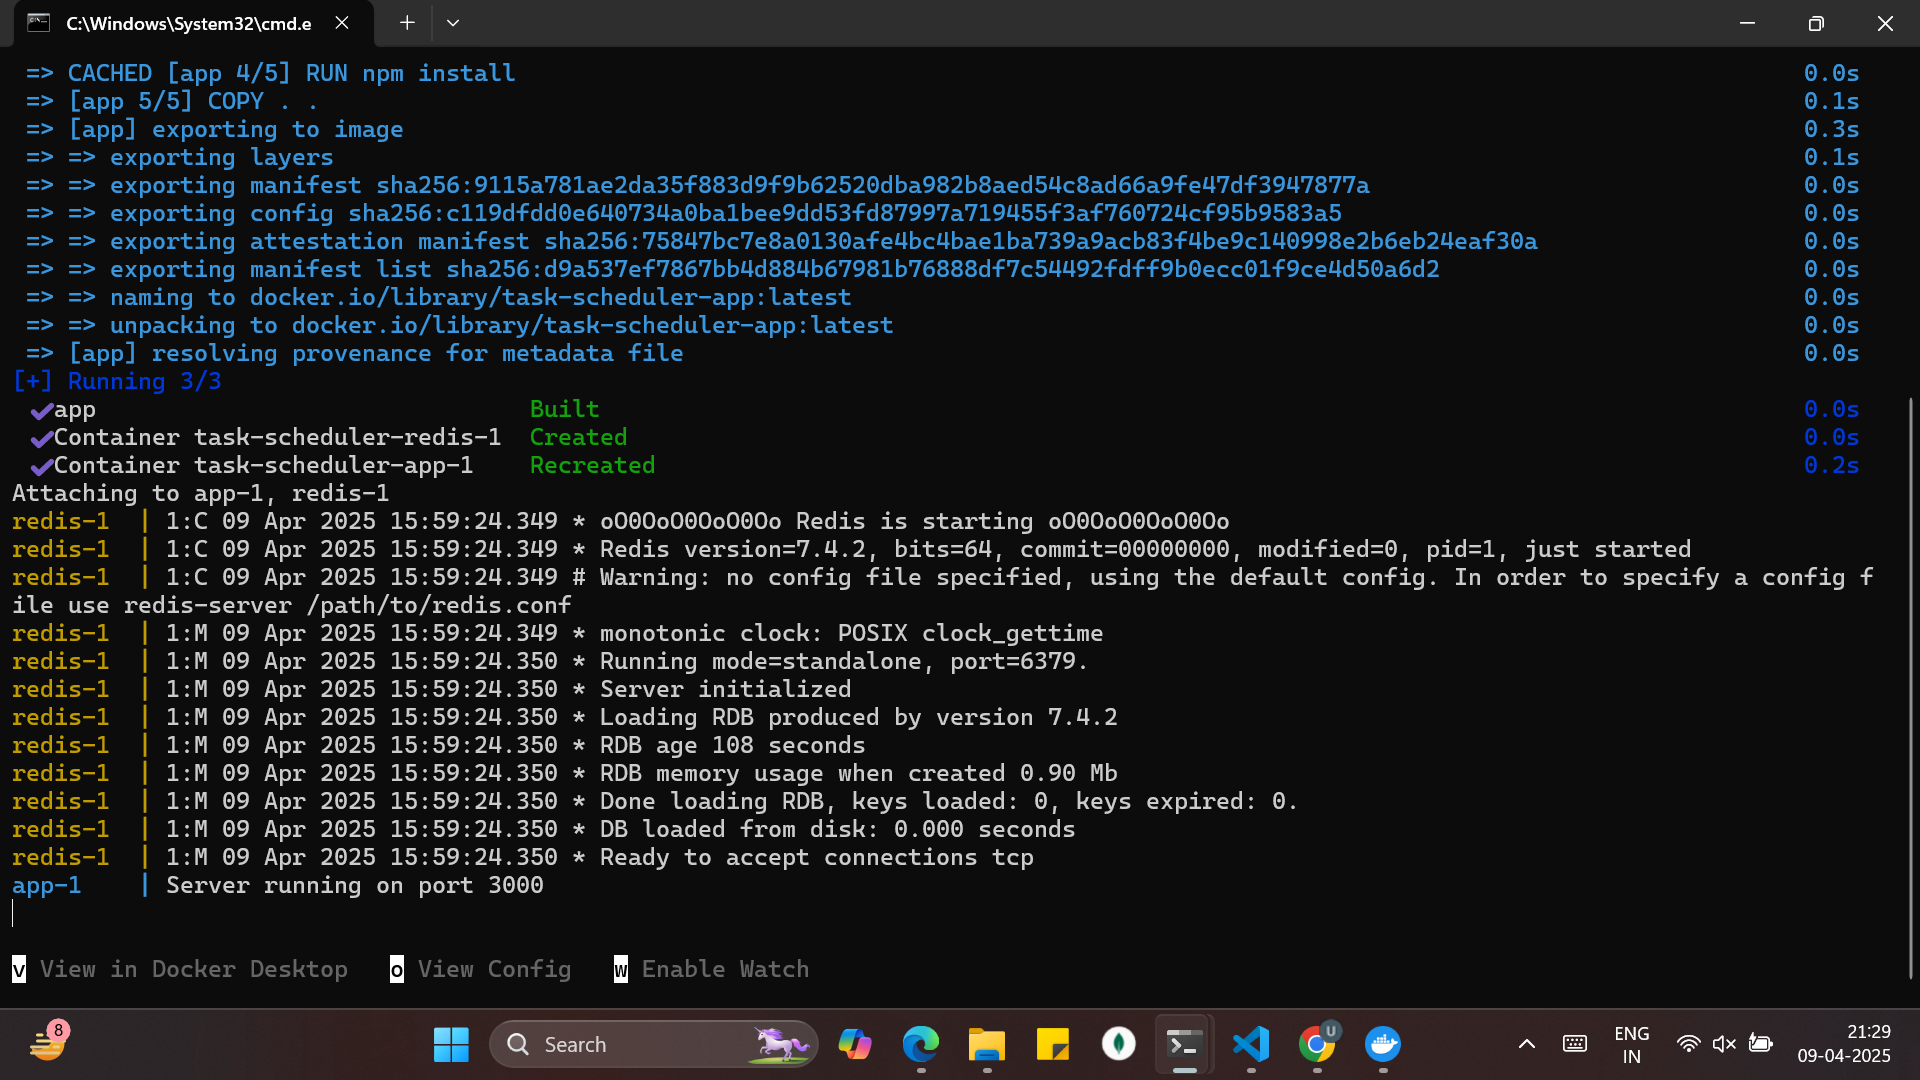 C:\Windows\System32\cmd.e
=> CACHED [app 4/5] RUN npm install 0.0s
=> [app 5/5] COPY . . 0.1s
=> [app] exporting to image 0.3s
=> => exporting layers 0.1s
=> => exporting manifest sha256:9115a781ae2da35f883d9f9b62520dba982b8aed54c8ad66a9fe47df3947877a 0.0s
=> => exporting config sha256:c119dfdd0e640734a0ba1bee9dd53fd87997a719455f3af760724cf95b9583a5 0.0s
=> => exporting attestation manifest sha256:75847bc7e8a0130afe4bc4bae1ba739a9acb83f4be9c140998e2b6eb24eaf30a 0.0s
=> => exporting manifest list sha256:d9a537ef7867bb4d884b67981b76888df7c54492fdff9b0ecc01f9ce4d50a6d2 0.0s
=> => naming to docker.io/library/task-scheduler-app:latest 0.0s
=> => unpacking to docker.io/library/task-scheduler-app:latest 0.0s
=> [app] resolving provenance for metadata file 0.0s
[+] Running 3/3
✔app Built 0.0s
✔Container task-scheduler-redis-1 Created 0.0s
✔Container task-scheduler-app-1 Recreated 0.2s
Attaching to app-1, redis-1
redis-1 | 1:C 09 Apr 2025 15:59:24.349 * oO0OoO0OoO0Oo Redis is starting oO0OoO0OoO0Oo
redis-1 | 1:C 09 Apr 2025 15:59:24.349 * Redis version=7.4.2, bits=64, commit=00000000, modified=0, pid=1, just started
redis-1 | 1:C 09 Apr 2025 15:59:24.349 # Warning: no config file specified, using the default config. In order to specify a config f
ile use redis-server /path/to/redis.conf
redis-1 | 1:M 09 Apr 2025 15:59:24.349 * monotonic clock: POSIX clock_gettime
redis-1 | 1:M 09 Apr 2025 15:59:24.350 * Running mode=standalone, port=6379.
redis-1 | 1:M 09 Apr 2025 15:59:24.350 * Server initialized
redis-1 | 1:M 09 Apr 2025 15:59:24.350 * Loading RDB produced by version 7.4.2
redis-1 | 1:M 09 Apr 2025 15:59:24.350 * RDB age 108 seconds
redis-1 | 1:M 09 Apr 2025 15:59:24.350 * RDB memory usage when created 0.90 Mb
redis-1 | 1:M 09 Apr 2025 15:59:24.350 * Done loading RDB, keys loaded: 0, keys expired: 0.
redis-1 | 1:M 09 Apr 2025 15:59:24.350 * DB loaded from disk: 0.000 seconds
redis-1 | 1:M 09 Apr 2025 15:59:24.350 * Ready to accept connections tcp
app-1 | Server running on port 3000
v View in Docker Desktop o View Config w Enable Watch
8
Search
U
ENG
IN
21:29
09-04-2025